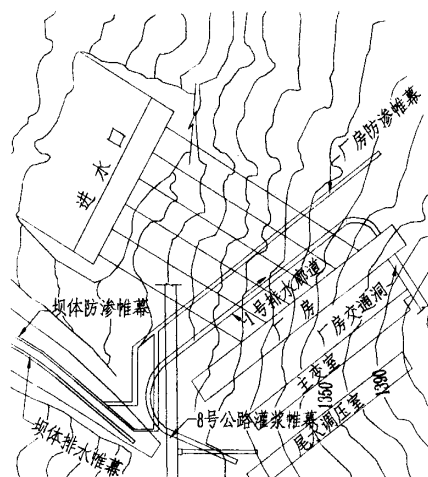 进水口
厂房防渗帷幕
1号排水廊道
房
厂房交通洞
坝体防渗帷幕
主变室
1350
1390
8号公路灌浆帷幕
尾水调压室
坝体排水帷幕